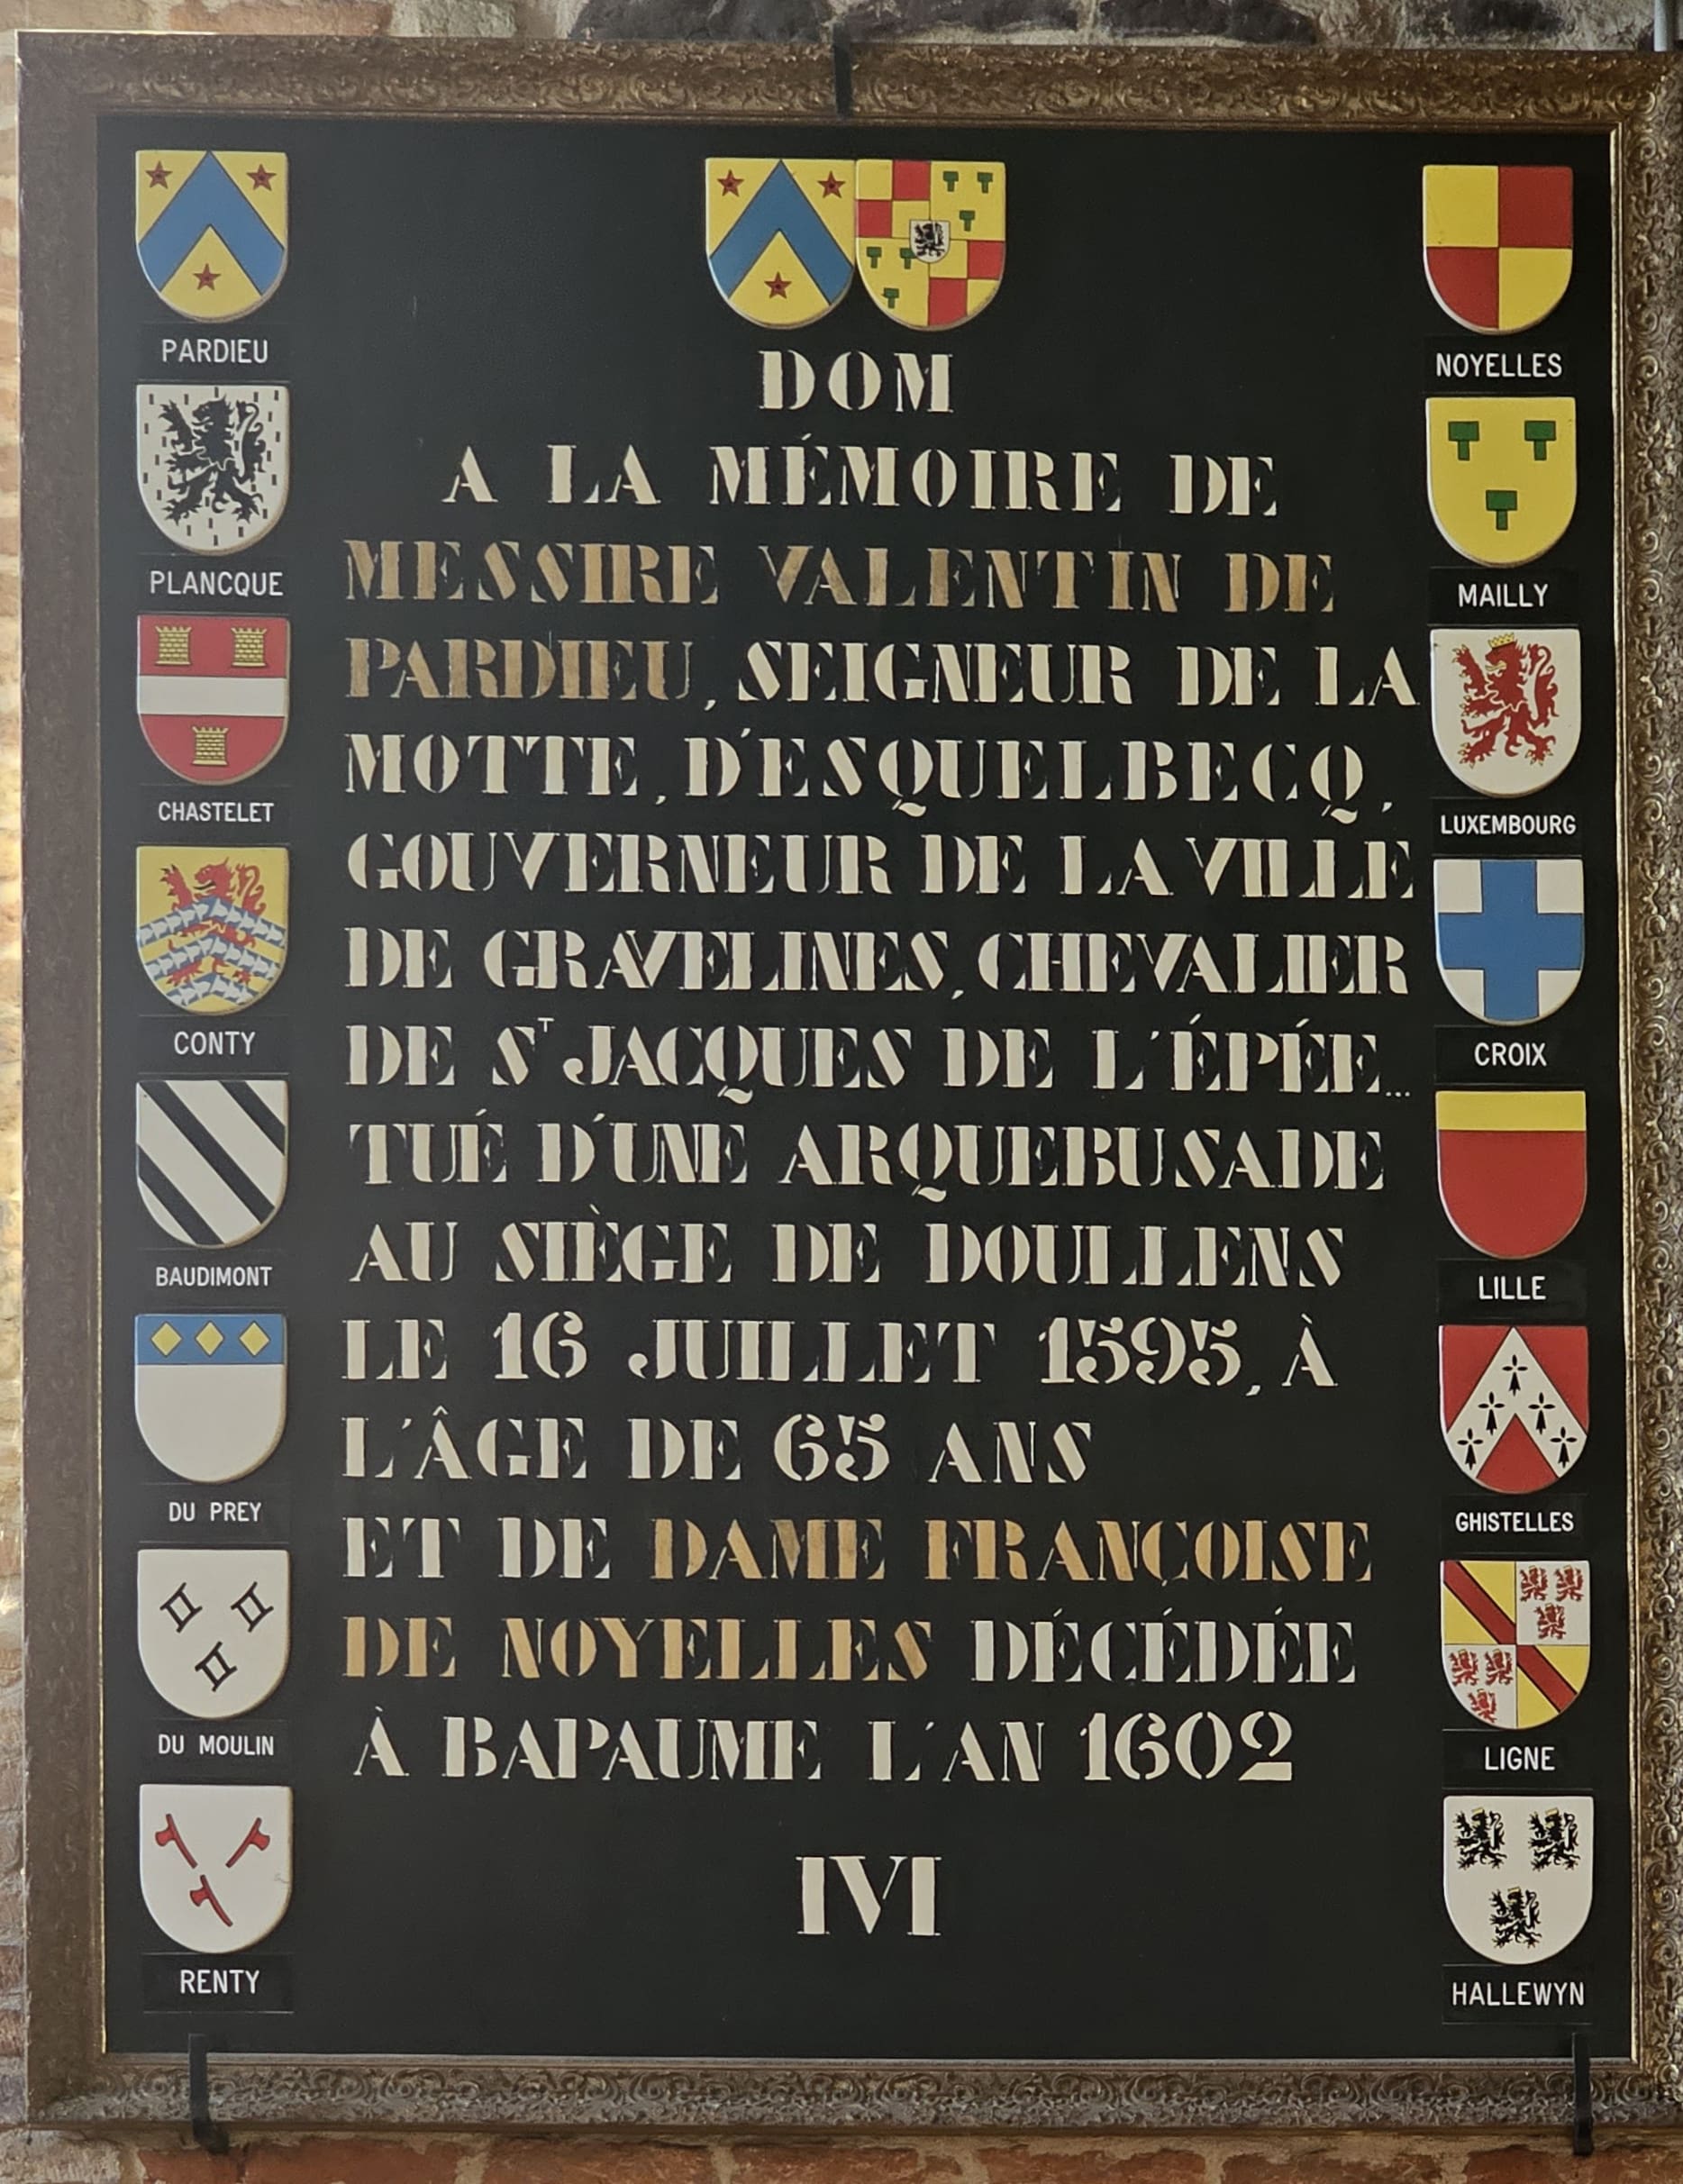 PARDIEU
PLANCQUE
CHASTELET
CONTY
BAUDIMONT
DU PREY
DU MOULIN
RENTY
DOM
A LA MÉMOIRE DE
MESSIRE VALENTIN DE
PARDIEU, SEIGNEUR DE LA
MOTTE, D'ESQUELBECQ,
GOUVERNEUR DE LA VILLE
DE GRAVELINES, CHEVALIER
DE ST JACQUES DE L'ÉPÉE...
TUÉ D'UNE ARQUEBUSADE
AU SIÈGE DE DOULLENS
LE 16 JUILLET 1595, À
L'ÂGE DE 65 ANS
ET DE DAME FRANÇOISE
DE NOYELLES DÉCÉDÉE
À BAPAUME L'AN 1602
IVI
NOYELLES
MAILLY
LUXEMBOURG
CROIX
LILLE
GHISTELLES
LIGNE
HALLEWYN